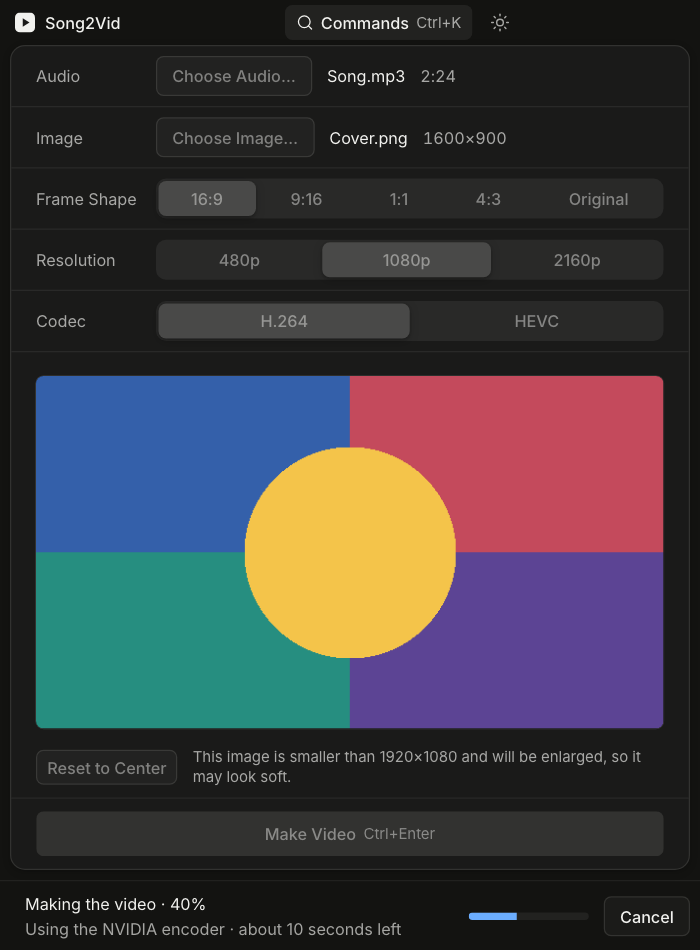 Song2Vid
Commands Ctrl+K
Audio Choose Audio... Song.mp3 2:24
Image Choose Image... Cover.png 1600×900
Frame Shape 16:9 9:16 1:1 4:3 Original
Resolution 480p 1080p 2160p
Codec H.264 HEVC
Reset to Center
This image is smaller than 1920×1080 and will be enlarged, so it
may look soft.
Make Video Ctrl+Enter
Making the video · 40%
Using the NVIDIA encoder · about 10 seconds left
Cancel